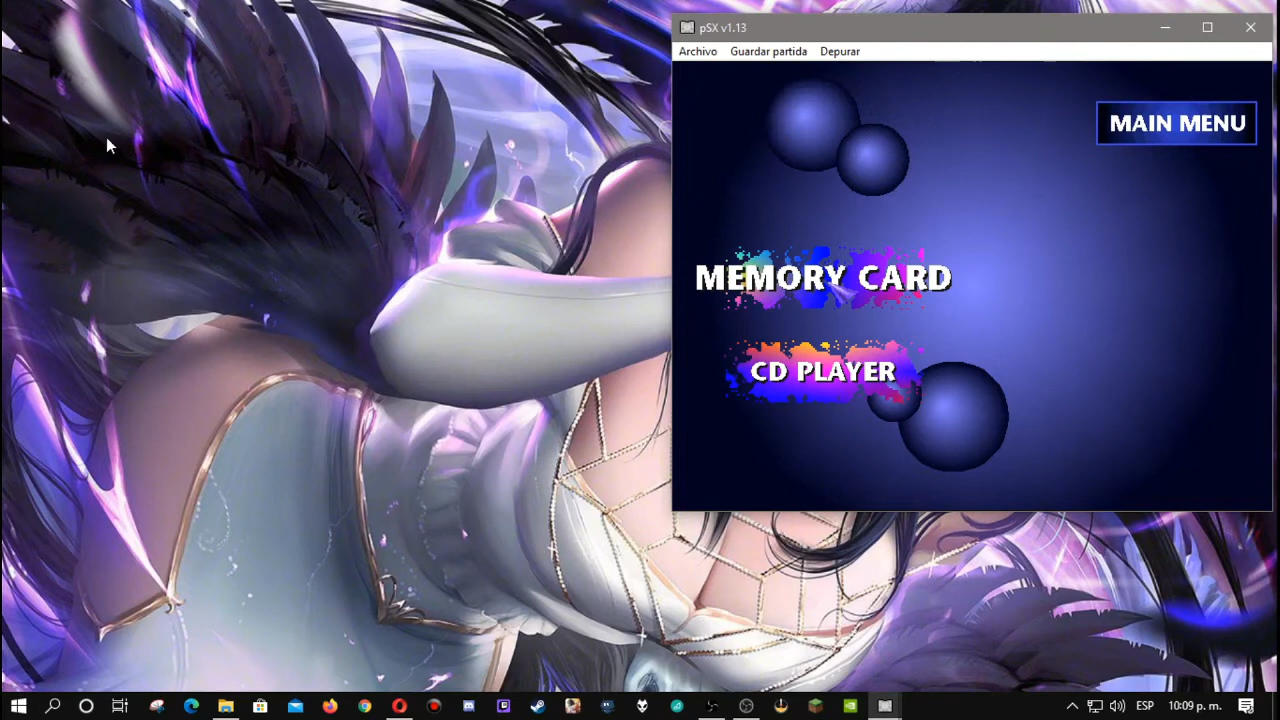 pSX v1.13
Archivo Guardar partida Depurar
MAIN MENU
MEMORY CARD
CD PLAYER
ESP 10:09 p. m.